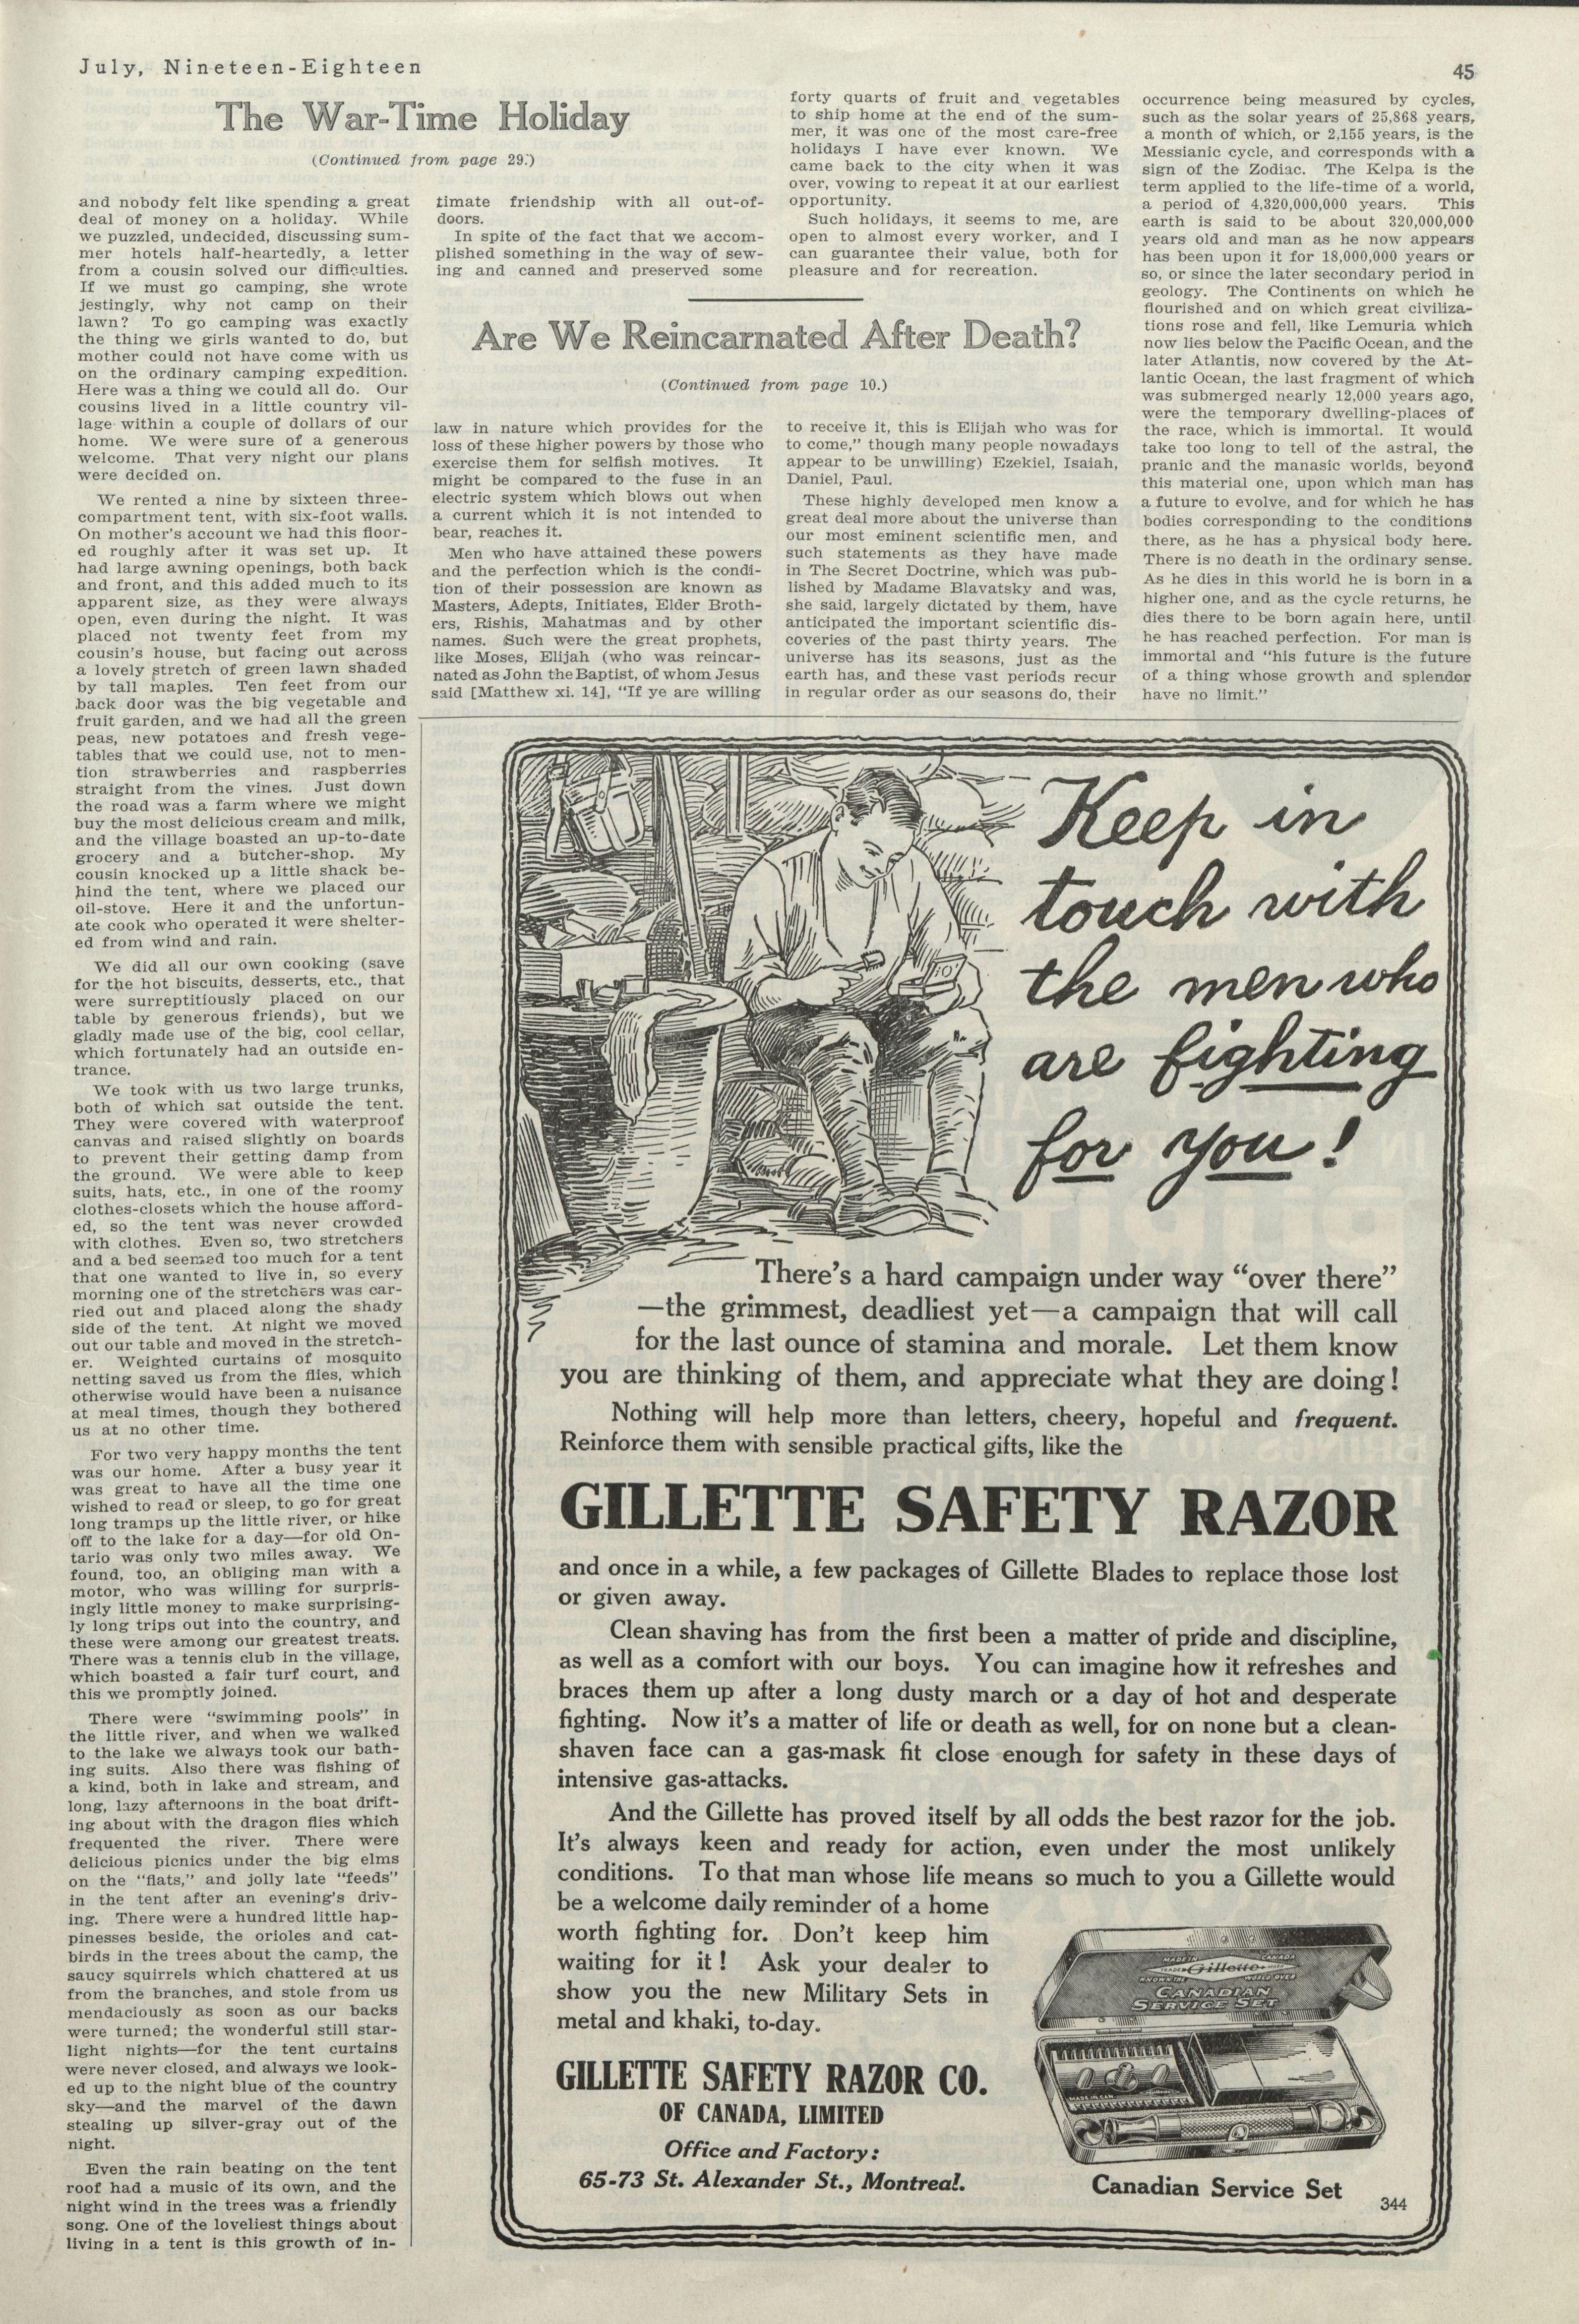 July, Nineteen-Eighteen
45
The War-Time Holiday
(Continued from page 29.)
and nobody felt like spending a great
deal of money on a holiday. While
we puzzled, undecided, discussing sum-
mer hotels half-heartedly, a letter
from a cousin solved our difficulties.
If we must go camping, she wrote
jestingly, why not camp on their
lawn? To go camping was exactly
the thing we girls wanted to do, but
mother could not have come with us
on the ordinary camping expedition.
Here was a thing we could all do. Our
cousins lived in a little country vil-
lage within a couple of dollars of our
home. We were sure of a generous
welcome. That very night our plans
were decided on.
We rented a nine by sixteen three-
compartment tent, with six-foot walls.
On mother's account we had this floor-
ed roughly after it was set up. It
had large awning openings, both back
and front, and this added much to its
apparent size, as they were always
open, even during the night. It was
placed not twenty feet from my
cousin's house, but facing out across
a lovely stretch of green lawn shaded
by tall maples. Ten feet from our
back door was the big vegetable and
fruit garden, and we had all the green
peas, new potatoes and fresh vege-
tables that we could use, not to men-
tion strawberries and raspberries
straight from the vines. Just down
the road was a farm where we might
buy the most delicious cream and milk,
and the village boasted an up-to-date
grocery and a butcher-shop. My
cousin knocked up a little shack be-
hind the tent, where we placed our
oil-stove. Here it and the unfortun-
ate cook who operated it were shelter-
ed from wind and rain.
We did all our own cooking (save
for the hot biscuits, desserts, etc., that
were surreptitiously placed on our
table by generous friends), but we
gladly made use of the big, cool cellar,
which fortunately had an outside en-
trance.
We took with us two large trunks,
both of which sat outside the tent.
They were covered with waterproof
canvas and raised slightly on boards
to prevent their getting damp from
the ground. We were able to keep
suits, hats, etc., in one of the roomy
clothes-closets which the house afford-
ed, so the tent was never crowded
with clothes. Even so, two stretchers
and a bed seemed too much for a tent
that one wanted to live in, so every
morning one of the stretchers was car-
ried out and placed along the shady
side of the tent. At night we moved
out our table and moved in the stretch-
er. Weighted curtains of mosquito
netting saved us from the flies, which
otherwise would have been a nuisance
at meal times, though they bothered
us at no other time.
For two very happy months the tent
was our home. After a busy year it
was great to have all the time one
wished to read or sleep, to go for great
long tramps up the little river, or hike
off to the lake for a day—for old On-
tario was only two miles away. We
found, too, an obliging man with a
motor, who was willing for surpris-
ingly little money to make surprising-
ly long trips out into the country, and
these were among our greatest treats.
There was a tennis club in the village,
which boasted a fair turf court, and
this we promptly joined.
There were "swimming pools" in
the little river, and when we walked
to the lake we always took our bath-
ing suits. Also there was fishing of
a kind, both in lake and stream, and
long, lazy afternoons in the boat drift-
ing about with the dragon flies which
frequented the river. There were
delicious picnics under the big elms
on the "flats," and jolly late "feeds"
in the tent after an evening's driv-
ing. There were a hundred little hap-
pinesses beside, the orioles and cat-
birds in the trees about the camp, the
saucy squirrels which chattered at us
from the branches, and stole from us
mendaciously as soon as our backs
were turned; the wonderful still star-
light nights—for the tent curtains
were never closed, and always we look-
ed up to the night blue of the country
sky—and the marvel of the dawn
stealing up silver-gray out of the
night.
Even the rain beating on the tent
roof had a music of its own, and the
night wind in the trees was a friendly
song. One of the loveliest things about
living in a tent is this growth of in-
timate friendship with all out-of-
doors.
In spite of the fact that we accom-
plished something in the way of sew-
ing and canned and preserved some
forty quarts of fruit and vegetables
to ship home at the end of the sum-
mer, it was one of the most care-free
holidays I have ever known. We
came back to the city when it was
over, vowing to repeat it at our earliest
opportunity.
Such holidays, it seems to me, are
open to almost every worker, and I
can guarantee their value, both for
pleasure and for recreation.
Are We Reincarnated After Death?
(Continued from page 10.)
law in nature which provides for the
loss of these higher powers by those who
exercise them for selfish motives. It
might be compared to the fuse in an
electric system which blows out when
a current which it is not intended to
bear, reaches it.
Men who have attained these powers
and the perfection which is the condi-
tion of their possession are known as
Masters, Adepts, Initiates, Elder Broth-
ers, Rishis, Mahatmas and by other
names. Such were the great prophets,
like Moses, Elijah (who was reincar-
nated as John the Baptist, of whom Jesus
said [Matthew xi. 14], "If ye are willing
to receive it, this is Elijah who was for
to come," though many people nowadays
appear to be unwilling) Ezekiel, Isaiah,
Daniel, Paul.
These highly developed men know a
great deal more about the universe than
our most eminent scientific men, and
such statements as they have made
in The Secret Doctrine, which was pub-
lished by Madame Blavatsky and was,
she said, largely dictated by them, have
anticipated the important scientific dis-
coveries of the past thirty years. The
universe has its seasons, just as the
earth has, and these vast periods recur
in regular order as our seasons do, their
occurrence being measured by cycles,
such as the solar years of 25,868 years,
a month of which, or 2,155 years, is the
Messianic cycle, and corresponds with a
sign of the Zodiac. The Kelpa is the
term applied to the life-time of a world,
a period of 4,320,000,000 years. This
earth is said to be about 320,000,000
years old and man as he now appears
has been upon it for 18,000,000 years or
so, or since the later secondary period in
geology. The Continents on which he
flourished and on which great civiliza-
tions rose and fell, like Lemuria which
now lies below the Pacific Ocean, and the
later Atlantis, now covered by the At-
lantic Ocean, the last fragment of which
was submerged nearly 12,000 years ago,
were the temporary dwelling-places of
the race, which is immortal. It would
take too long to tell of the astral, the
pranic and the manasic worlds, beyond
this material one, upon which man has
a future to evolve, and for which he has
bodies corresponding to the conditions
there, as he has a physical body here.
There is no death in the ordinary sense.
As he dies in this world he is born in a
higher one, and as the cycle returns, he
dies there to be born again here, until
he has reached perfection. For man is
immortal and "his future is the future
of a thing whose growth and splendor
have no limit."
Keep in
touch with
the men who
are fighting
for you!
There's a hard campaign under way "over there"
—the grimmest, deadliest yet—a campaign that will call
for the last ounce of stamina and morale. Let them know
you are thinking of them, and appreciate what they are doing!
Nothing will help more than letters, cheery, hopeful and frequent.
Reinforce them with sensible practical gifts, like the
GILLETTE SAFETY RAZOR
and once in a while, a few packages of Gillette Blades to replace those lost
or given away.
Clean shaving has from the first been a matter of pride and discipline,
as well as a comfort with our boys. You can imagine how it refreshes and
braces them up after a long dusty march or a day of hot and desperate
fighting. Now it's a matter of life or death as well, for on none but a clean-
shaven face can a gas-mask fit close enough for safety in these days of
intensive gas-attacks.
And the Gillette has proved itself by all odds the best razor for the job.
It's always keen and ready for action, even under the most unlikely
conditions. To that man whose life means so much to you a Gillette would
be a welcome daily reminder of a home
worth fighting for. Don't keep him
waiting for it! Ask your dealer to
show you the new Military Sets in
metal and khaki, to-day.
GILLETTE SAFETY RAZOR CO.
OF CANADA, LIMITED
Office and Factory:
65-73 St. Alexander St., Montreal.
MADE IN CANADA
TRADE Gillette MARK
KNOWN THE WORLD OVER
CANADIAN
SERVICE SET
MADE IN CAN.
Canadian Service Set
344